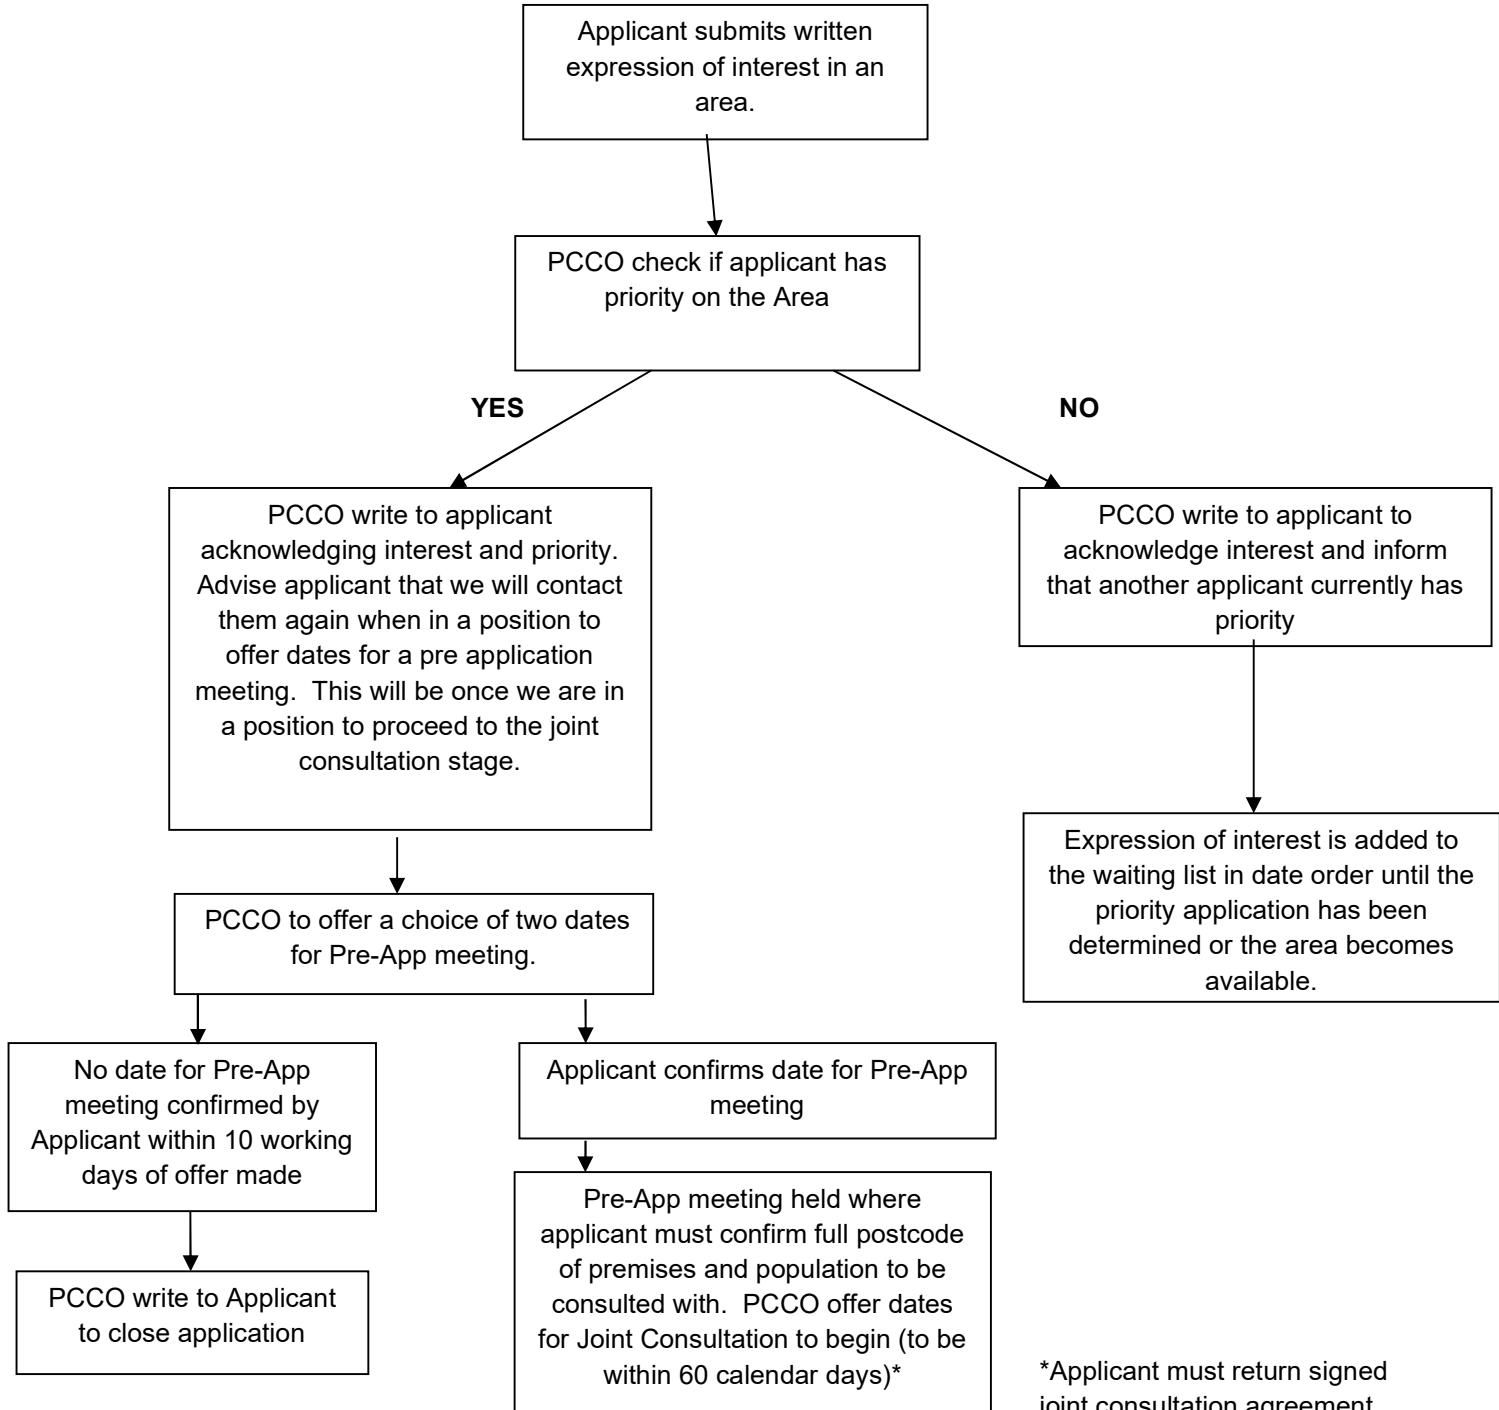 Applicant submits written
expression of interest in an
area.
PCCO check if applicant has
priority on the Area
YES
NO
PCCO write to applicant
acknowledging interest and priority.
Advise applicant that we will contact
them again when in a position to
offer dates for a pre application
meeting.  This will be once we are in
a position to proceed to the joint
consultation stage.
PCCO write to applicant to
acknowledge interest and inform
that another applicant currently has
priority
Expression of interest is added to
the waiting list in date order until the
priority application has been
determined or the area becomes
available.
PCCO to offer a choice of two dates
for Pre-App meeting.
No date for Pre-App
meeting confirmed by
Applicant within 10 working
days of offer made
Applicant confirms date for Pre-App
meeting
PCCO write to Applicant
to close application
Pre-App meeting held where
applicant must confirm full postcode
of premises and population to be
consulted with.  PCCO offer dates
for Joint Consultation to begin (to be
within 60 calendar days)*
*Applicant must return signed
joint consultation agreement